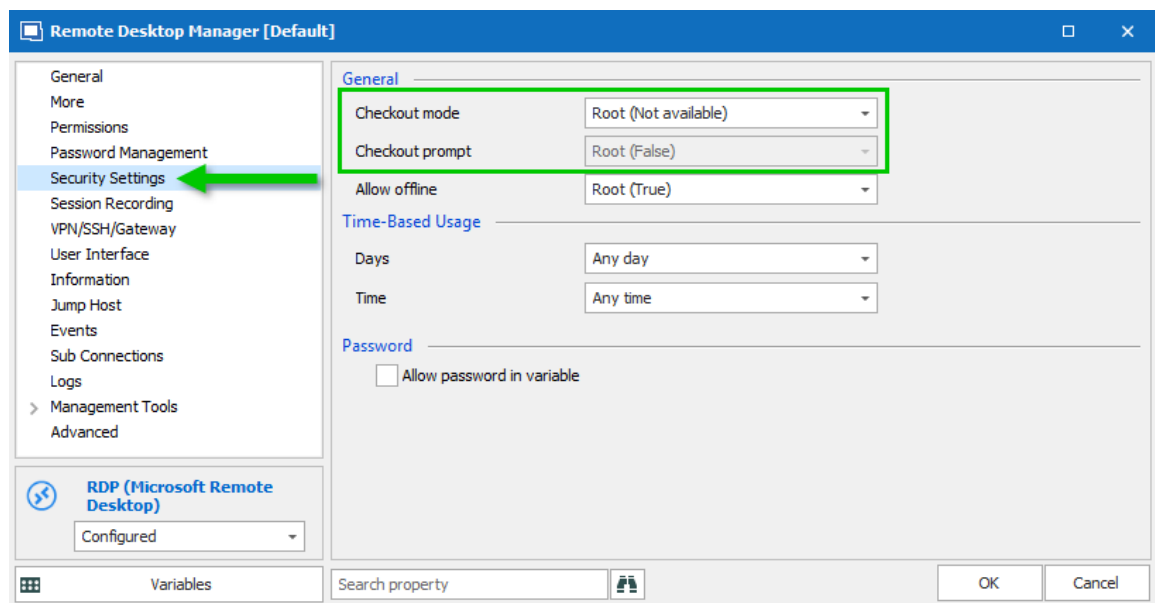 Remote Desktop Manager [Default]
General
More
Permissions
Password Management
Security Settings
Session Recording
VPN/SSH/Gateway
User Interface
Information
Jump Host
Events
Sub Connections
Logs
Management Tools
Advanced
RDP (Microsoft Remote
Desktop)
Configured
Variables
General
Checkout mode Root (Not available)
Checkout prompt Root (False)
Allow offline Root (True)
Time-Based Usage
Days Any day
Time Any time
Password
Allow password in variable
Search property
OK Cancel